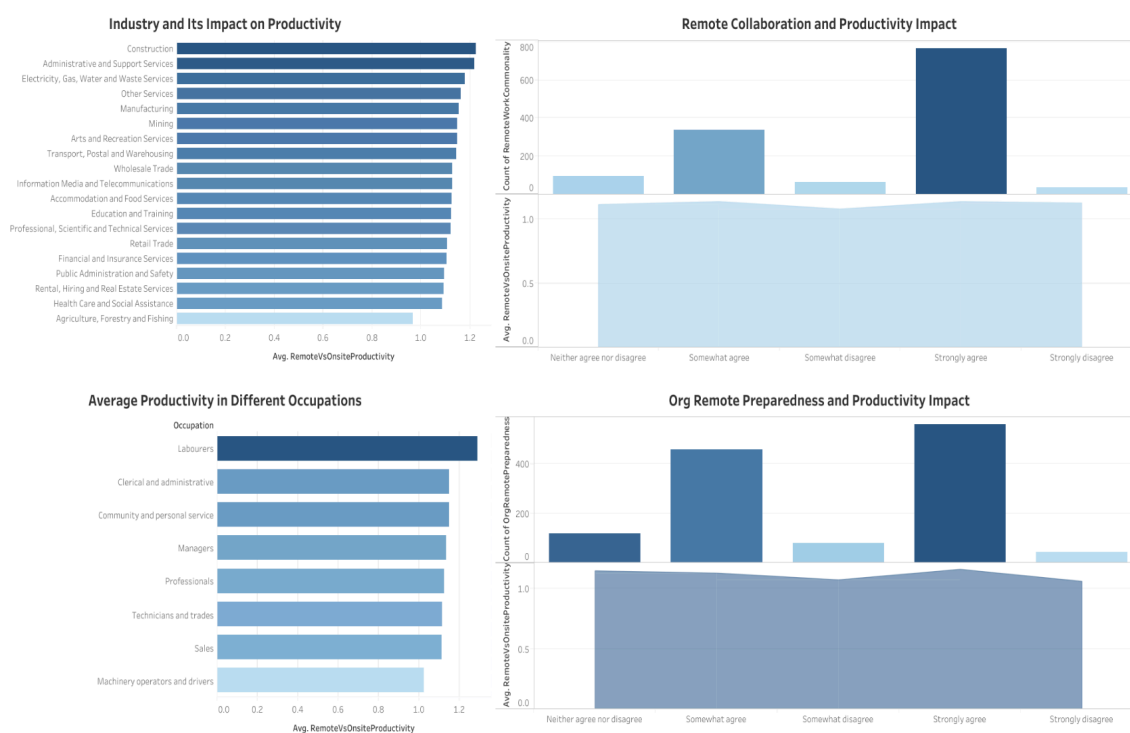 Industry and Its Impact on Productivity
Construction
Administrative and Support Services
Electricity, Gas, Water and Waste Services
Other Services
Manufacturing
Mining
Arts and Recreation Services
Transport, Postal and Warehousing
Wholesale Trade
Information Media and Telecommunications
Accommodation and Food Services
Education and Training
Professional, Scientific and Technical Services
Retail Trade
Financial and Insurance Services
Public Administration and Safety
Rental, Hiring and Real Estate Services
Health Care and Social Assistance
Agriculture, Forestry and Fishing
0.0 0.2 0.4 0.6 0.8 1.0 1.2
Avg. RemoteVsOnsiteProductivity
Remote Collaboration and Productivity Impact
Count of RemoteWorkCommonality
800
600
400
200
0
Avg. RemoteVsOnsiteProductivity
1.0
0.5
0.0
Neither agree nor disagree Somewhat agree Somewhat disagree Strongly agree Strongly disagree
Average Productivity in Different Occupations
Occupation
Labourers
Clerical and administrative
Community and personal service
Managers
Professionals
Technicians and trades
Sales
Machinery operators and drivers
0.0 0.2 0.4 0.6 0.8 1.0 1.2
Avg. RemoteVsOnsiteProductivity
Org Remote Preparedness and Productivity Impact
Count of OrgRemotePreparedness
400
200
0
Avg. RemoteVsOnsiteProductivity
1.0
0.5
0.0
Neither agree nor disagree Somewhat agree Somewhat disagree Strongly agree Strongly disagree